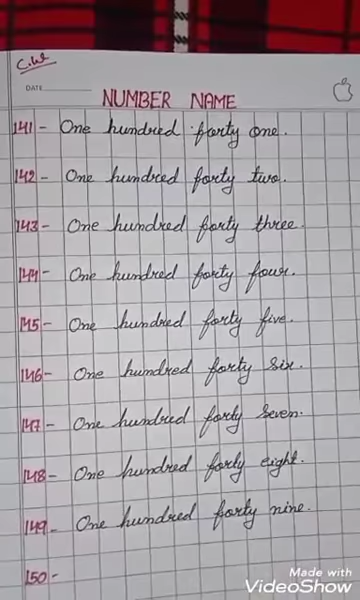 C.W
DATE
NUMBER NAME
141 - One hundred forty one.
142 - One hundred forty two.
143 - One hundred forty three.
144 - One hundred forty four.
145 - One hundred forty five.
146 - One hundred forty six.
147 - One hundred forty seven.
148 - One hundred forty eight.
149 - One hundred forty nine.
150 -
Made with
VideoShow